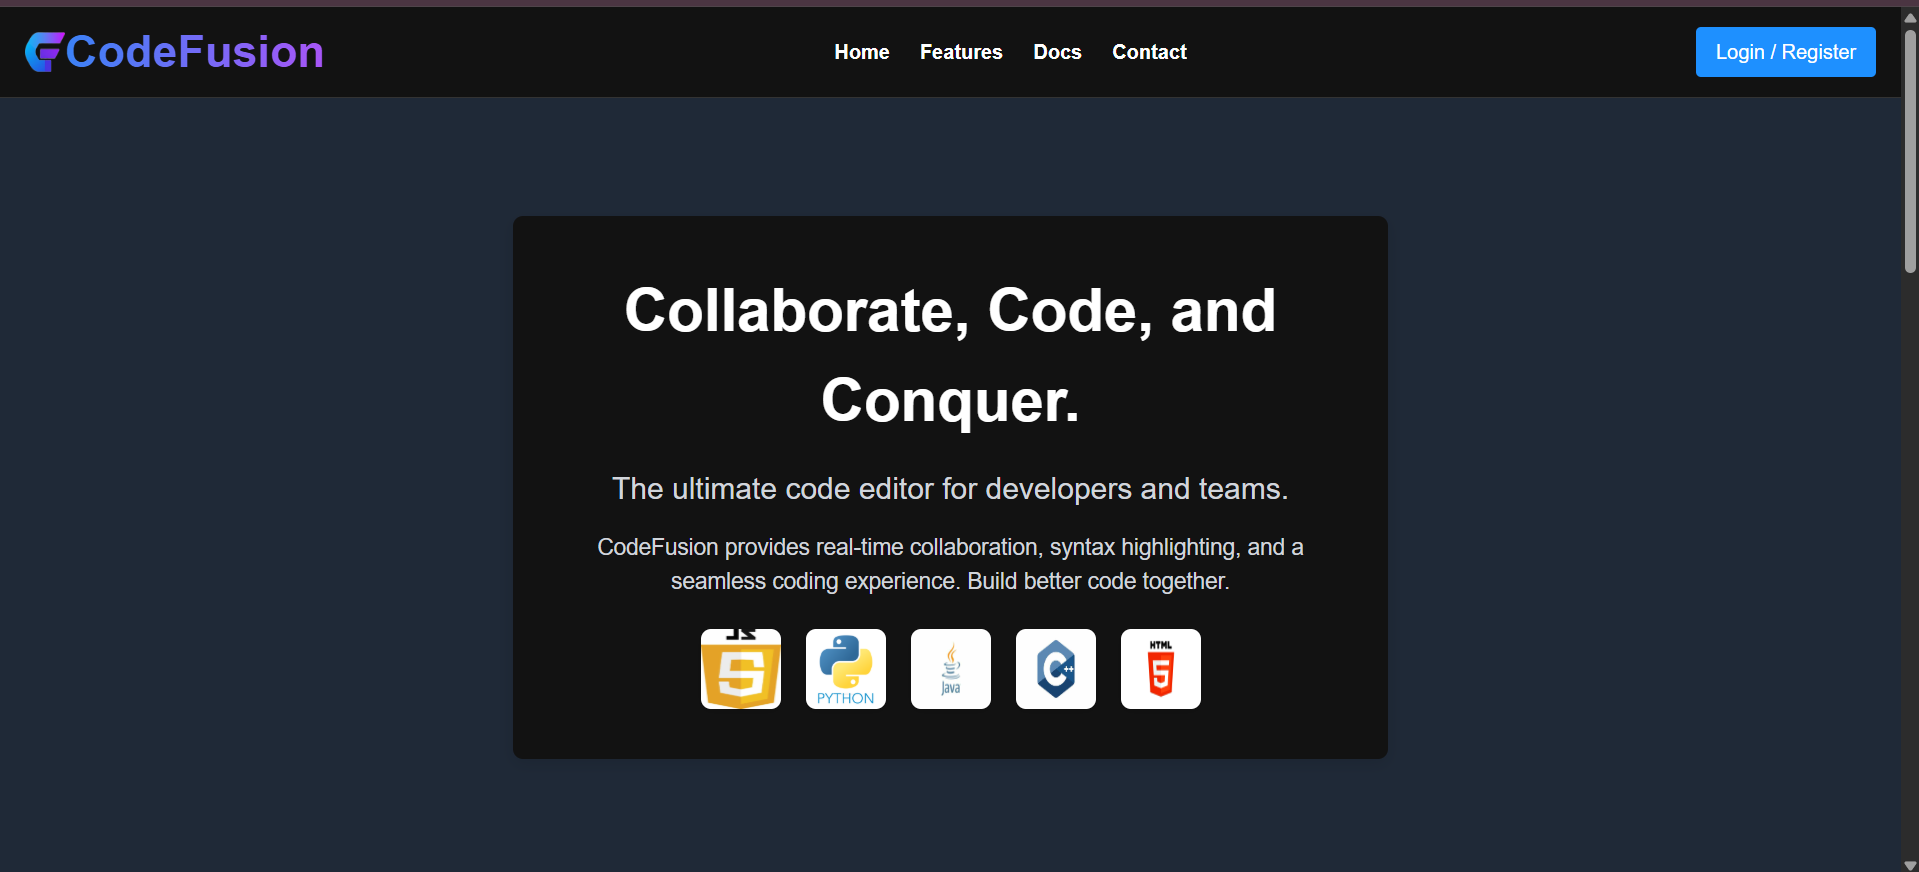 CodeFusion
Home Features Docs Contact
Login / Register
Collaborate, Code, and
Conquer.
The ultimate code editor for developers and teams.
CodeFusion provides real-time collaboration, syntax highlighting, and a
seamless coding experience. Build better code together.
JS
5
PYTHON
Java
C++
HTML
5